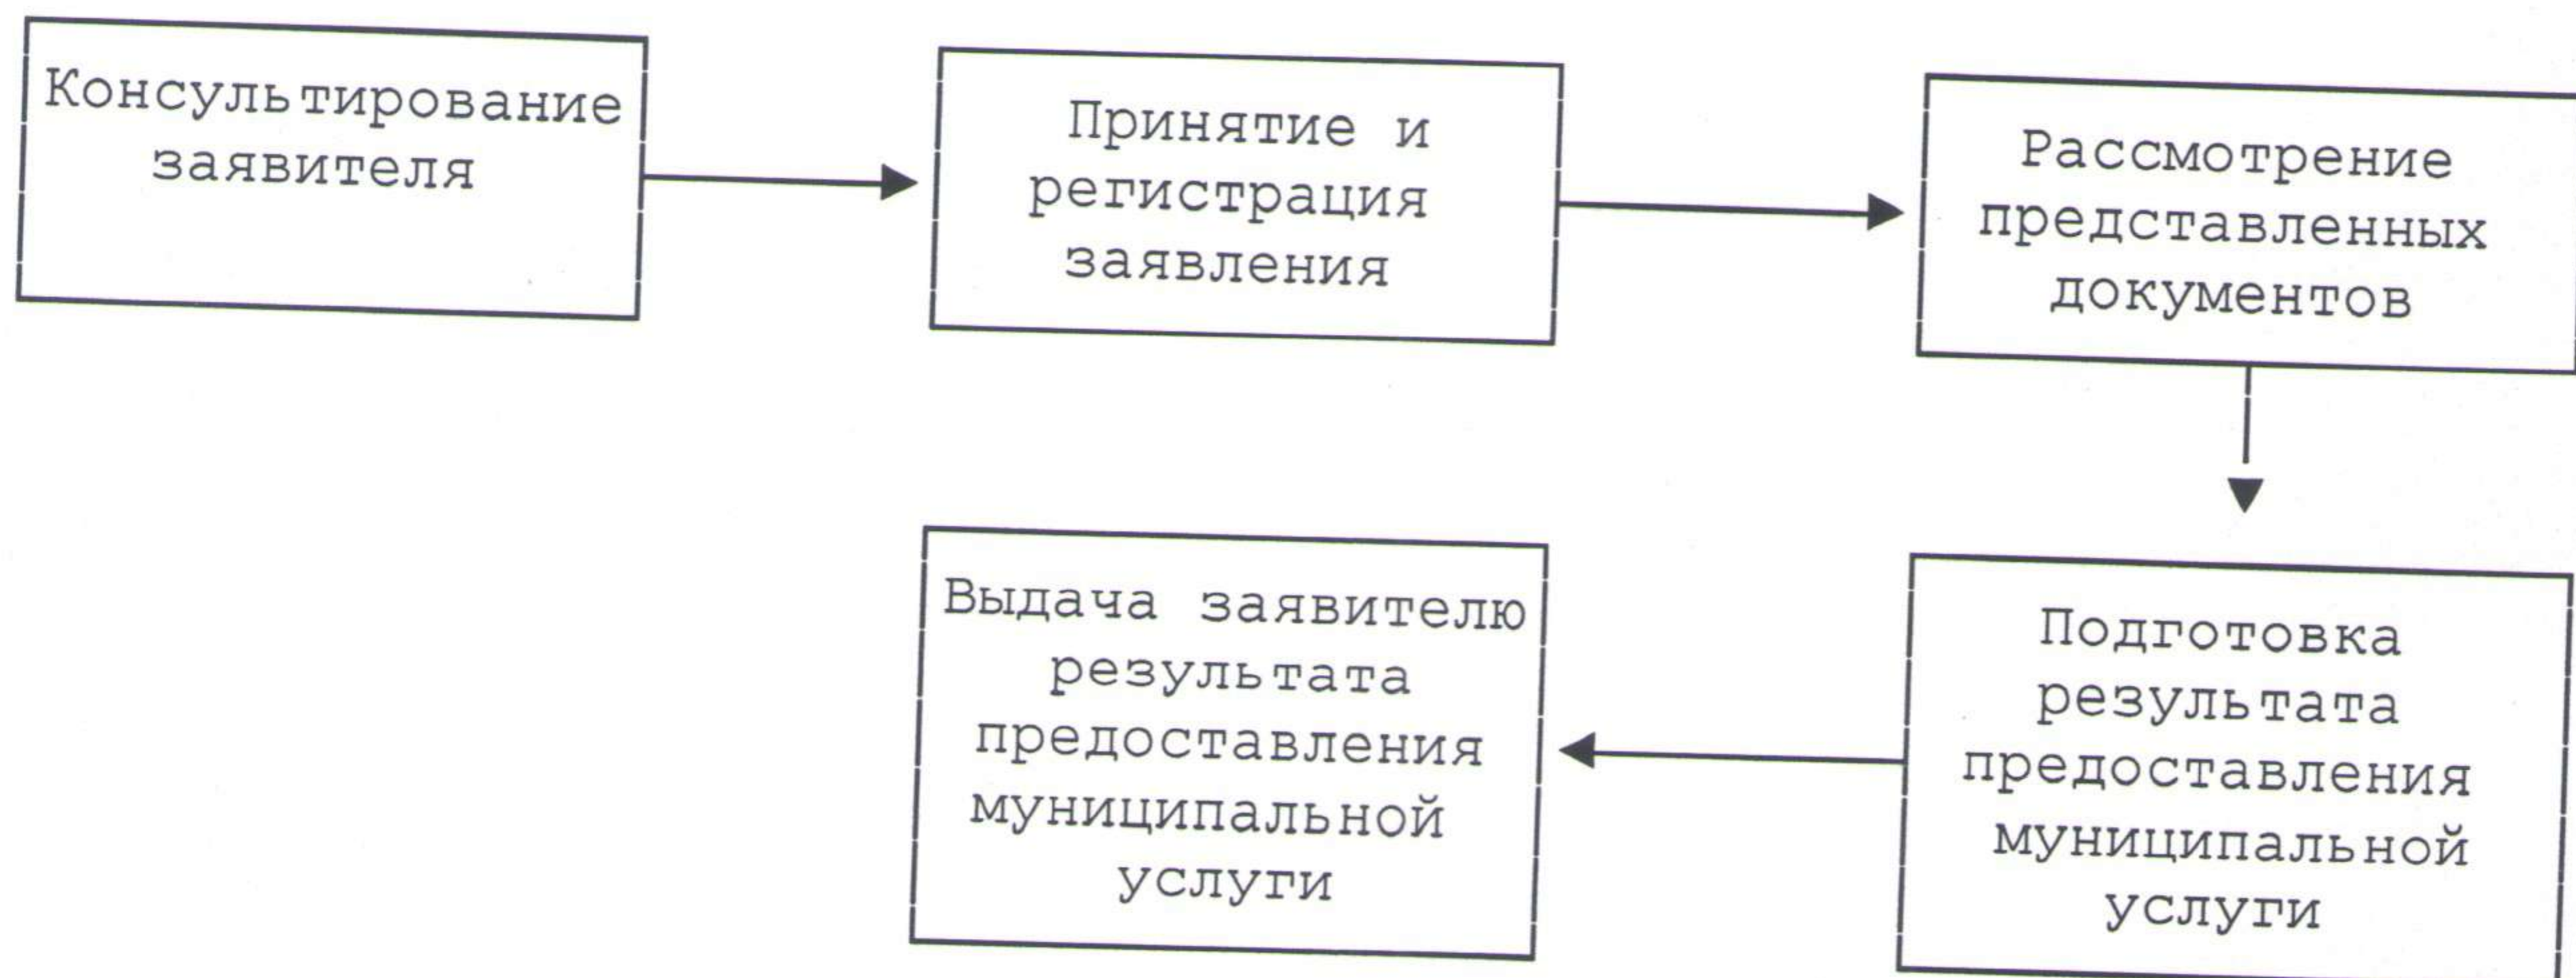 Консультирование
заявителя
Принятие и
регистрация
заявления
Рассмотрение
представленных
документов
Подготовка
результата
предоставления
муниципальной
услуги
Выдача заявителю
результата
предоставления
муниципальной
услуги